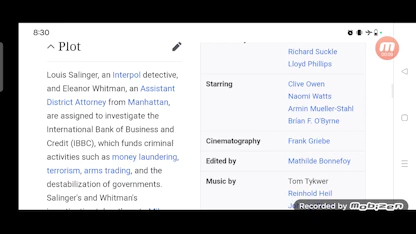 8:30
Plot
Louis Salinger, an Interpol detective,
and Eleanor Whitman, an Assistant
District Attorney from Manhattan,
are assigned to investigate the
International Bank of Business and
Credit (IBBC), which funds criminal
activities such as money laundering,
terrorism, arms trading, and the
destabilization of governments.
Salinger's and Whitman's
Richard Suckle
Lloyd Phillips
Starring
Clive Owen
Naomi Watts
Armin Mueller-Stahl
Brian F. O'Byrne
Cinematography
Frank Griebe
Edited by
Mathilde Bonnefoy
Music by
Tom Tykwer
Reinhold Heil
Recorded by Mobizen